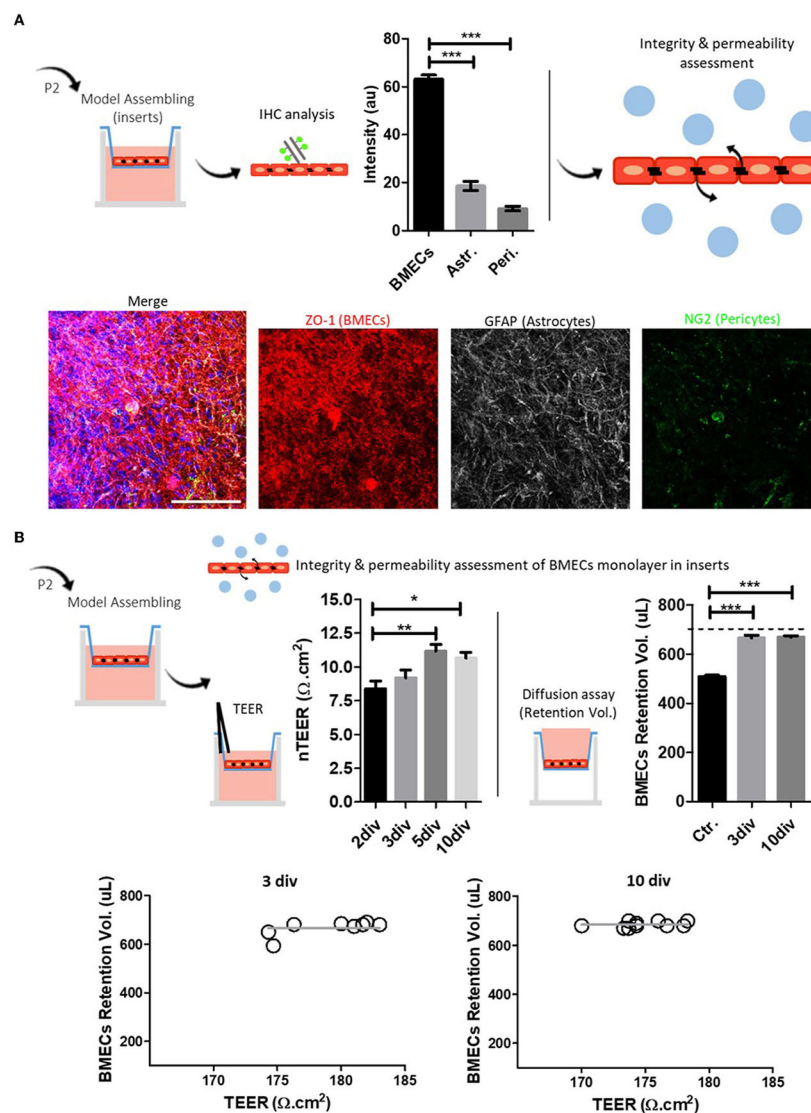 A
P2
Model Assembling
(inserts)
IHC analysis
Intensity (au)
80
60
40
20
0
***
***
BMECs
Astr.
Peri.
Integrity & permeability
assessment
Merge
ZO-1 (BMECs)
GFAP (Astrocytes)
NG2 (Pericytes)
B
P2
Model Assembling
Integrity & permeability assessment of BMECs monolayer in inserts
TEER
nTEER (Ω.cm²)
15.0
12.5
10.0
7.5
5.0
2.5
0.0
*
**
2div
3div
5div
10div
Diffusion assay
(Retention Vol.)
BMECs Retention Vol. (uL)
800
600
400
200
0
***
***
Ctr.
3div
10div
3 div
BMECs Retention Vol. (uL)
800
600
400
200
170 175 180 185
TEER (Ω.cm²)
10 div
BMECs Retention Vol. (uL)
800
600
400
200
170 175 180 185
TEER (Ω.cm²)